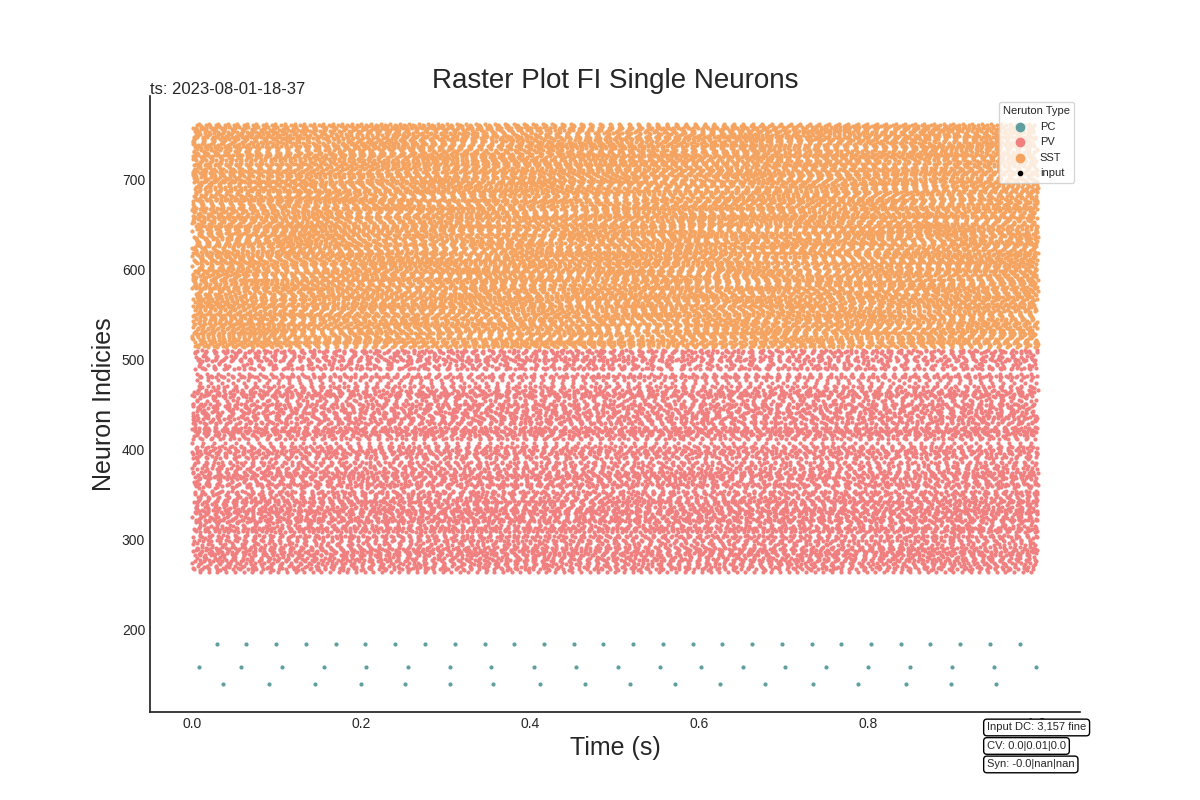 Raster Plot FI Single Neurons
ts: 2023-08-01-18-37
Neruton Type
PC
PV
SST
input
700
600
500
400
300
200
Neuron Indicies
0.0 0.2 0.4 0.6 0.8
Time (s)
Input DC: 3,157 fine
CV: 0.0|0.01|0.0
Syn: -0.0|nan|nan